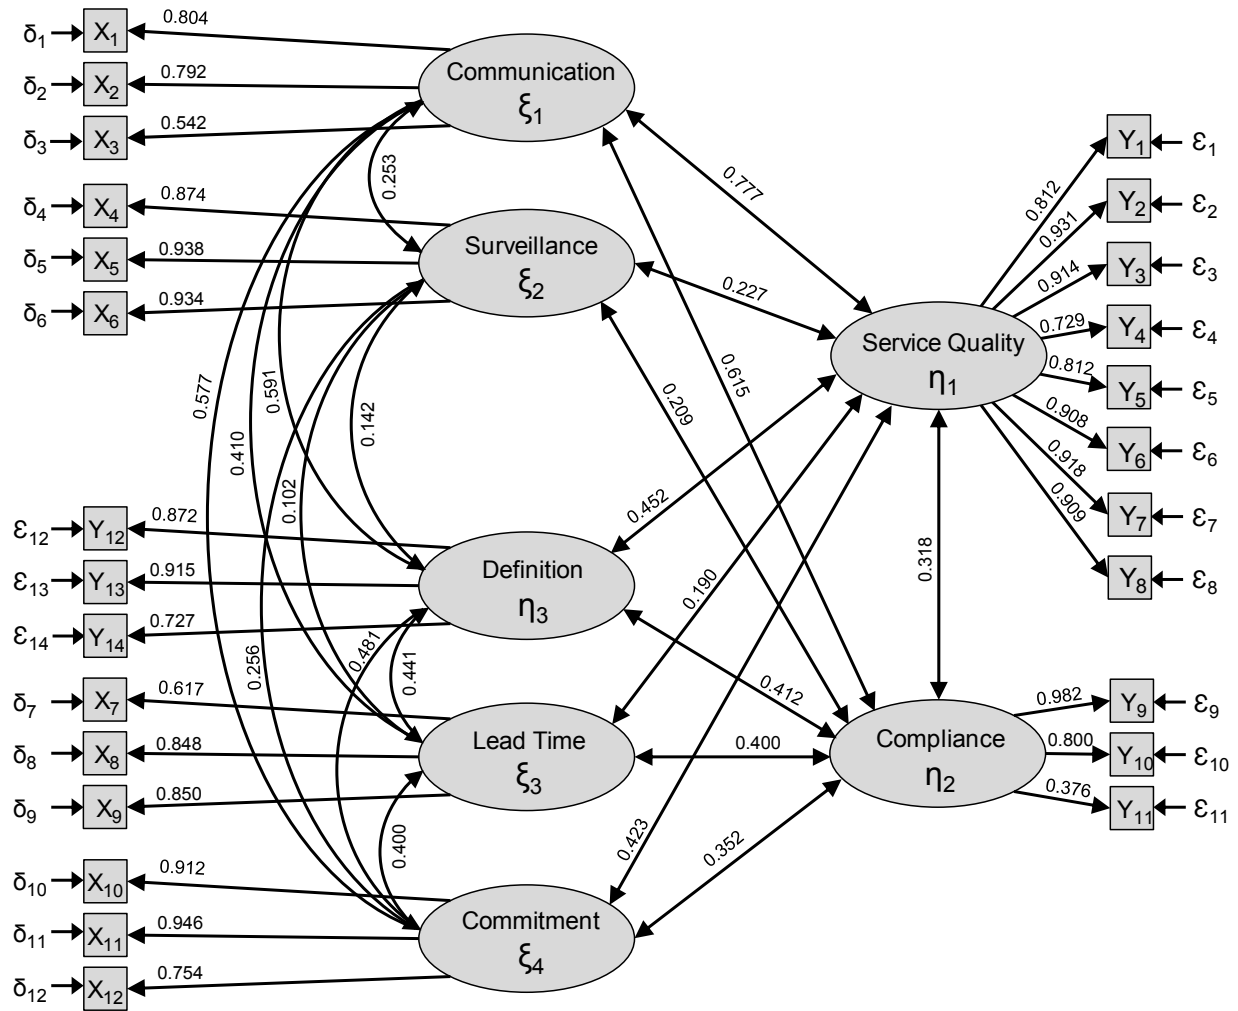 δ₁ X₁ 0.804
δ₂ X₂ 0.792
δ₃ X₃ 0.542
Communication
ξ₁
δ₄ X₄ 0.874
δ₅ X₅ 0.938
δ₆ X₆ 0.934
Surveillance
ξ₂
ε₁₂ Y₁₂ 0.872
ε₁₃ Y₁₃ 0.915
ε₁₄ Y₁₄ 0.727
Definition
η₃
δ₇ X₇ 0.617
δ₈ X₈ 0.848
δ₉ X₉ 0.850
Lead Time
ξ₃
δ₁₀ X₁₀ 0.912
δ₁₁ X₁₁ 0.946
δ₁₂ X₁₂ 0.754
Commitment
ξ₄
0.253
0.577
0.591
0.410
0.142
0.102
0.256
0.481
0.441
0.400
0.777
0.227
0.615
0.209
0.452
0.190
0.318
0.412
0.400
0.423
0.352
Service Quality
η₁
0.812 Y₁ ε₁
0.931 Y₂ ε₂
0.914 Y₃ ε₃
0.729 Y₄ ε₄
0.812 Y₅ ε₅
0.908 Y₆ ε₆
0.918 Y₇ ε₇
0.909 Y₈ ε₈
Compliance
η₂
0.982 Y₉ ε₉
0.800 Y₁₀ ε₁₀
0.376 Y₁₁ ε₁₁